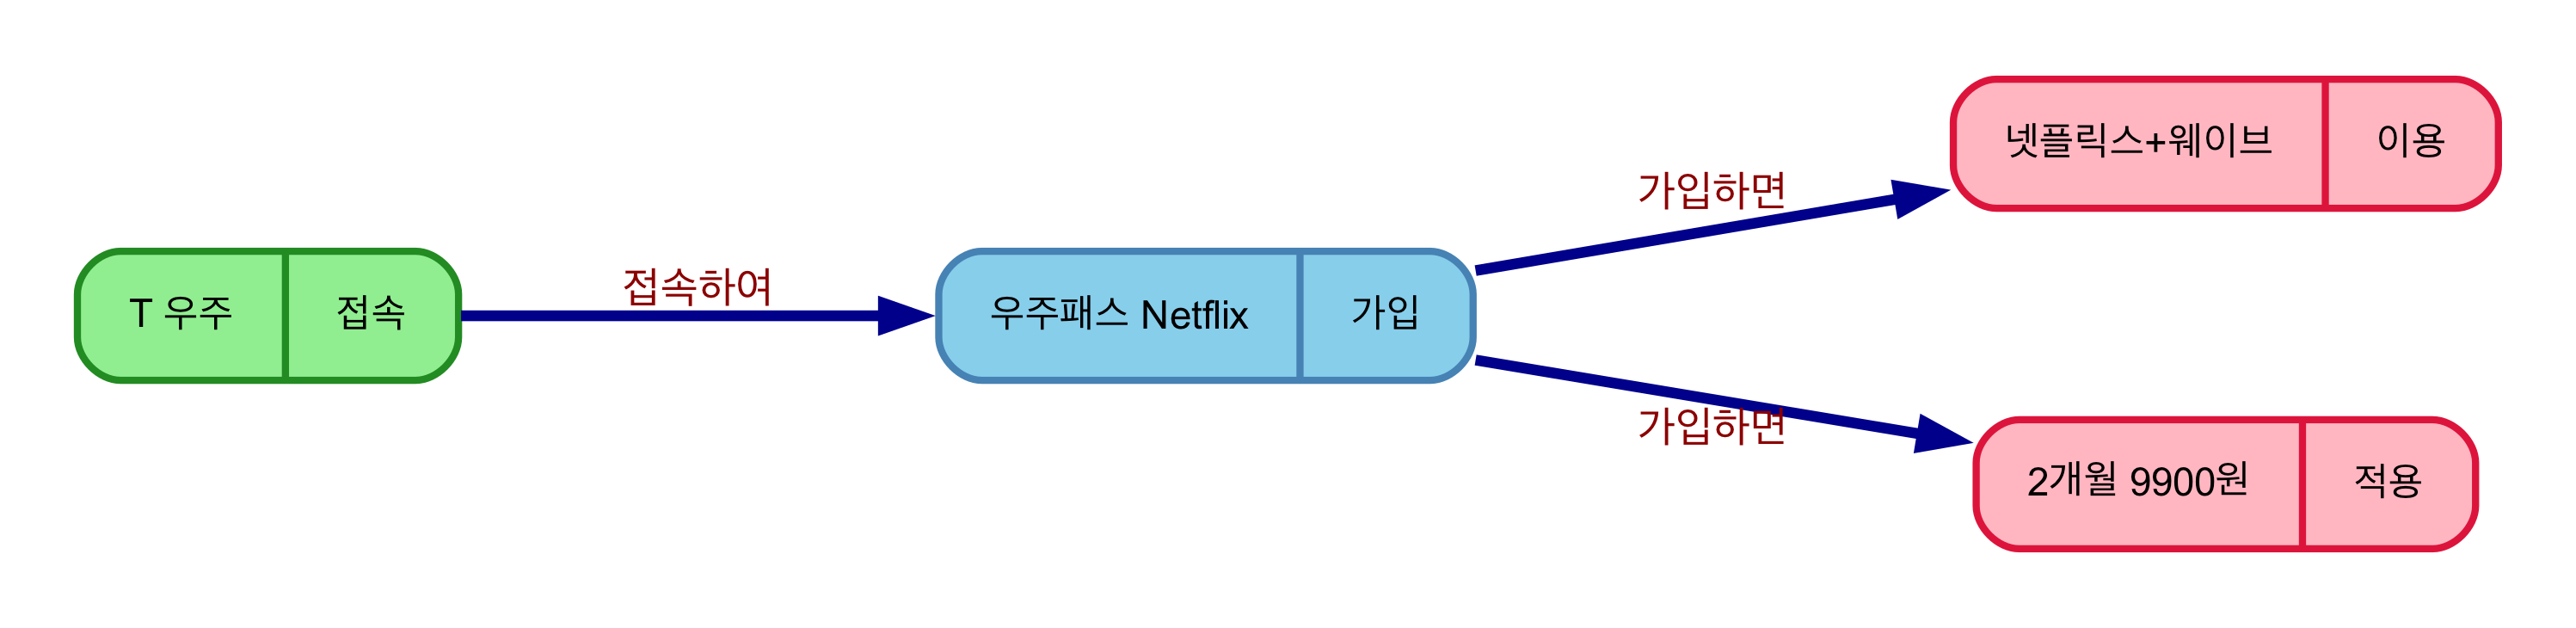 T 우주 접속
접속하여
우주패스 Netflix 가입
가입하면
넷플릭스+웨이브 이용
가입하면
2개월 9900원 적용